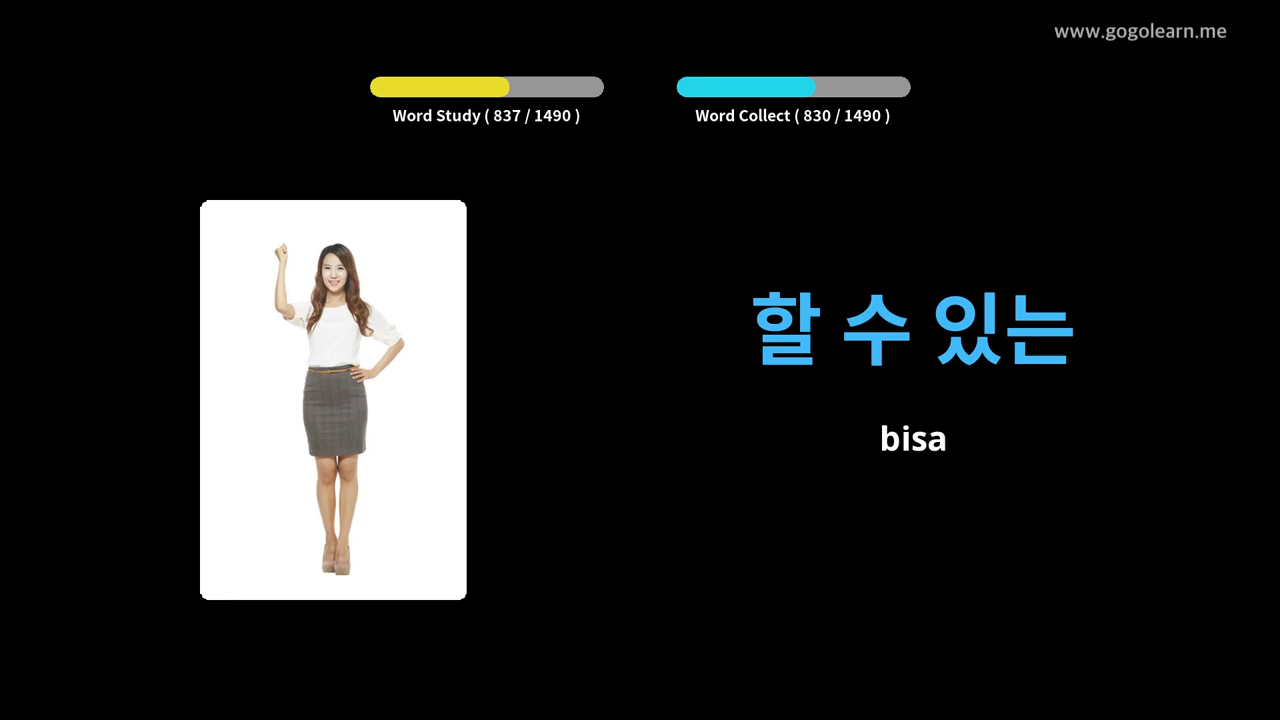 www.gogolearn.me
Word Study ( 837 / 1490 )
Word Collect ( 830 / 1490 )
할 수 있는
bisa